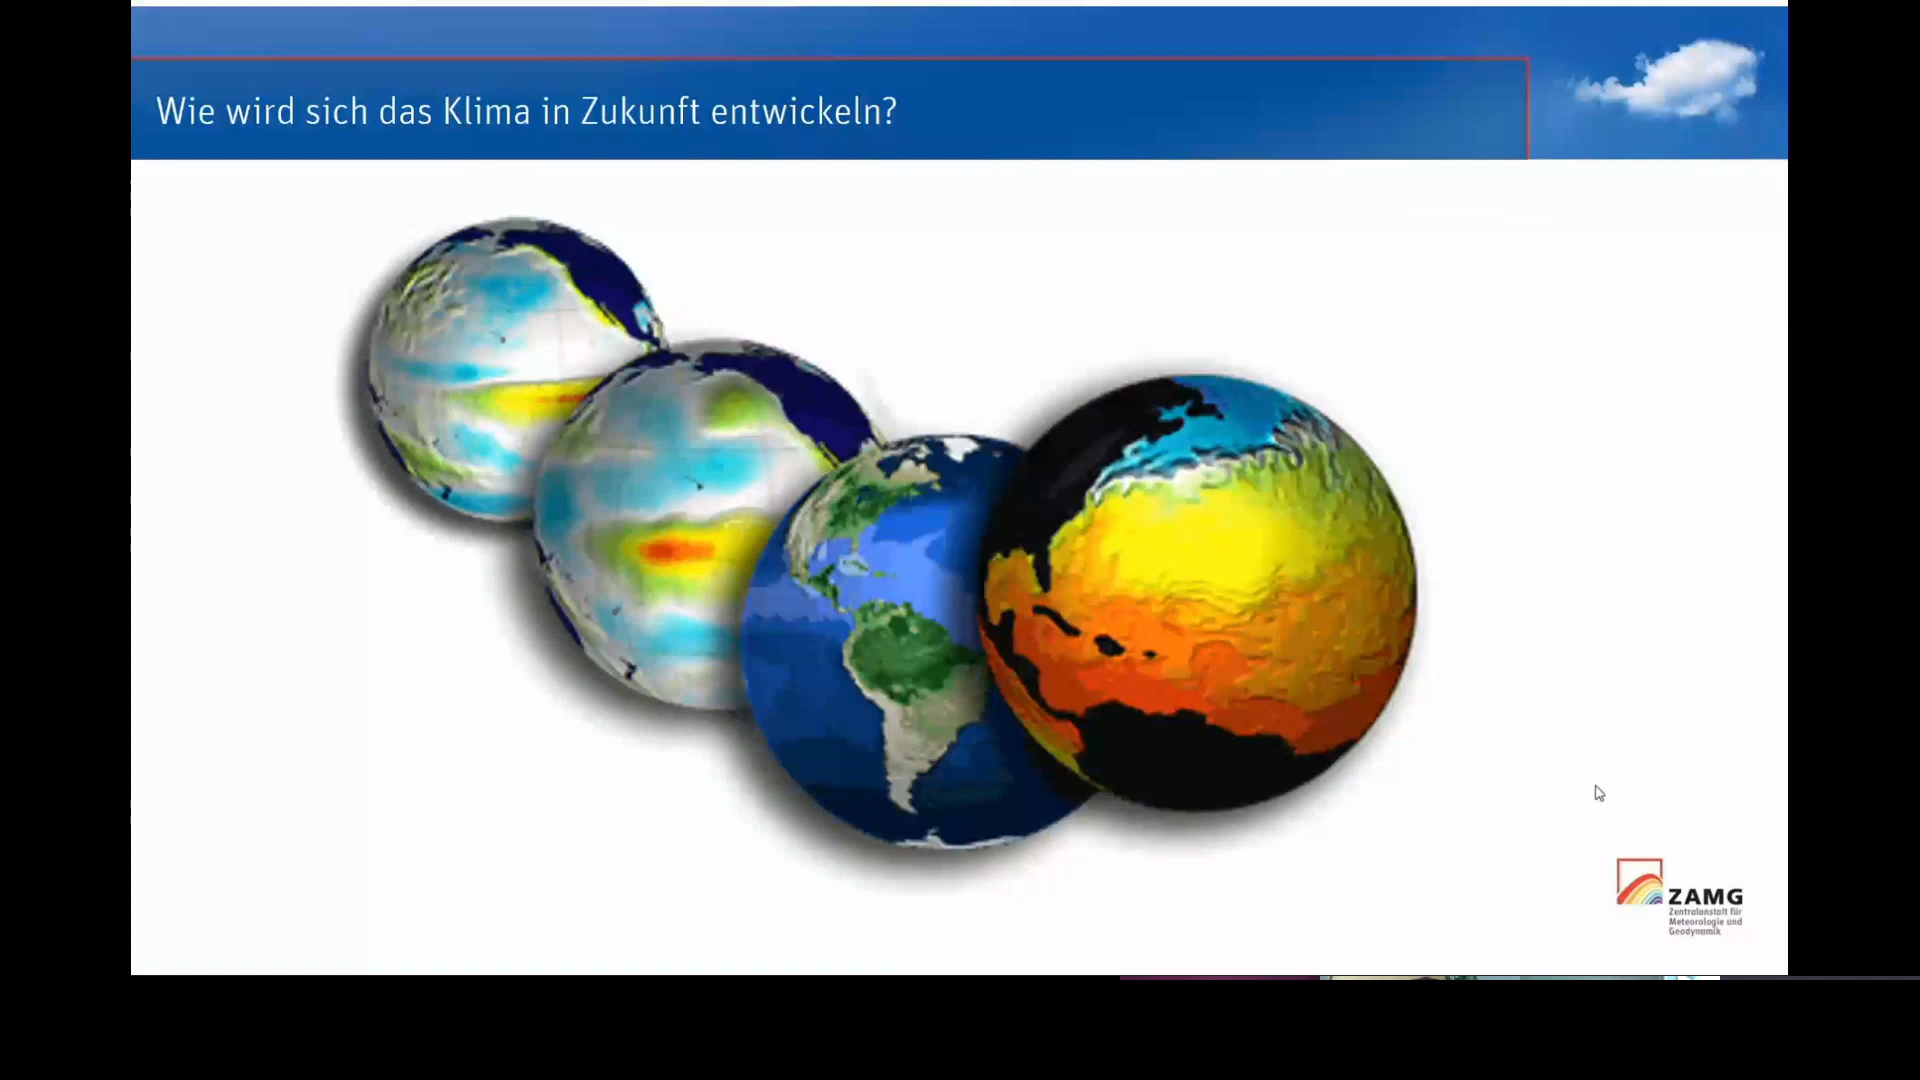 Wie wird sich das Klima in Zukunft entwickeln?
ZAMG
Zentralanstalt für
Meteorologie und
Geodynamik